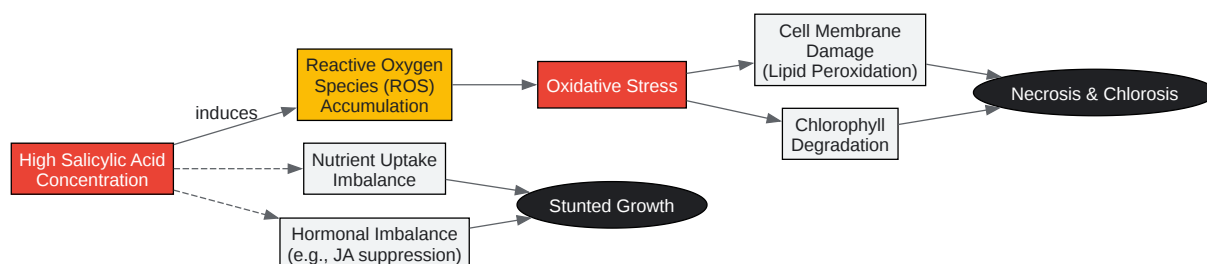 High Salicylic Acid
Concentration
induces
Reactive Oxygen
Species (ROS)
Accumulation
Nutrient Uptake
Imbalance
Hormonal Imbalance
(e.g., JA suppression)
Oxidative Stress
Stunted Growth
Cell Membrane
Damage
(Lipid Peroxidation)
Chlorophyll
Degradation
Necrosis & Chlorosis